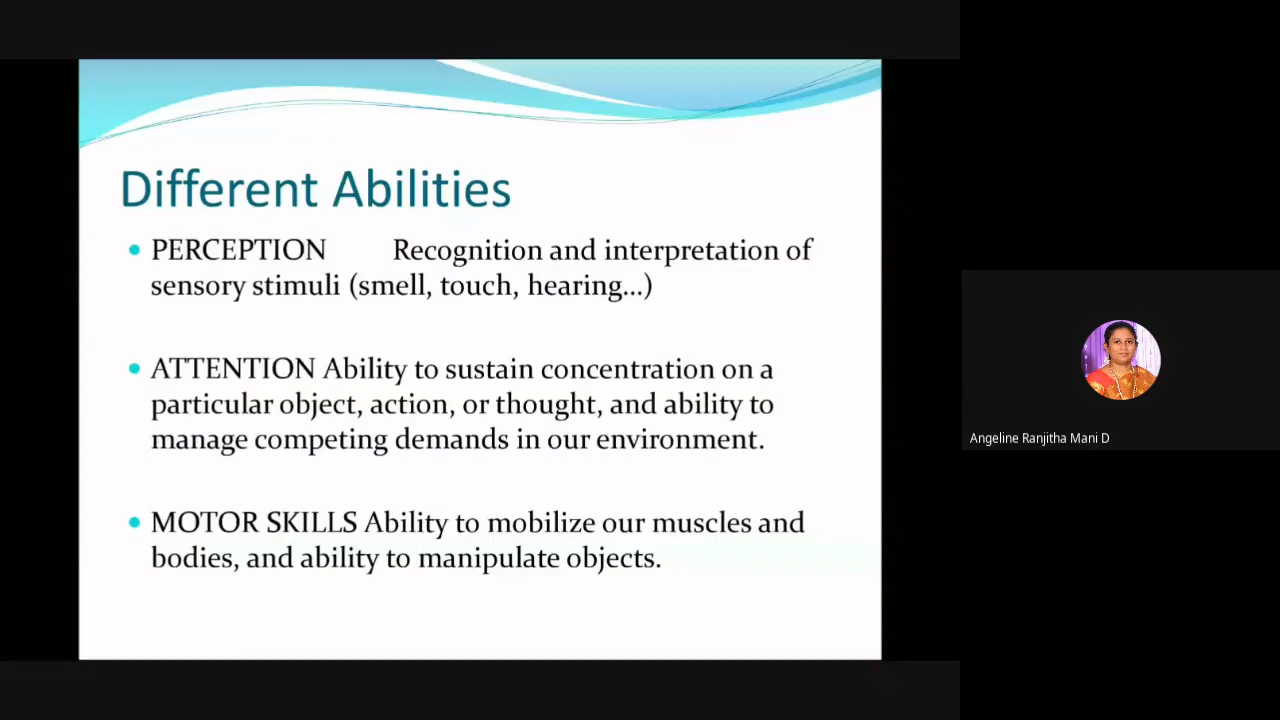 Different Abilities
• PERCEPTION Recognition and interpretation of
sensory stimuli (smell, touch, hearing...)
• ATTENTION Ability to sustain concentration on a
particular object, action, or thought, and ability to
manage competing demands in our environment.
• MOTOR SKILLS Ability to mobilize our muscles and
bodies, and ability to manipulate objects.
Angeline Ranjitha Mani D